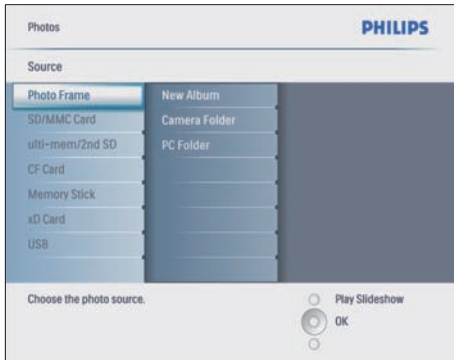 Photos
PHILIPS
Source
Photo Frame
New Album
SD/MMC Card
Camera Folder
ulti-mem/2nd SD
PC Folder
CF Card
Memory Stick
xD Card
USB
Choose the photo source.
Play Slideshow
OK